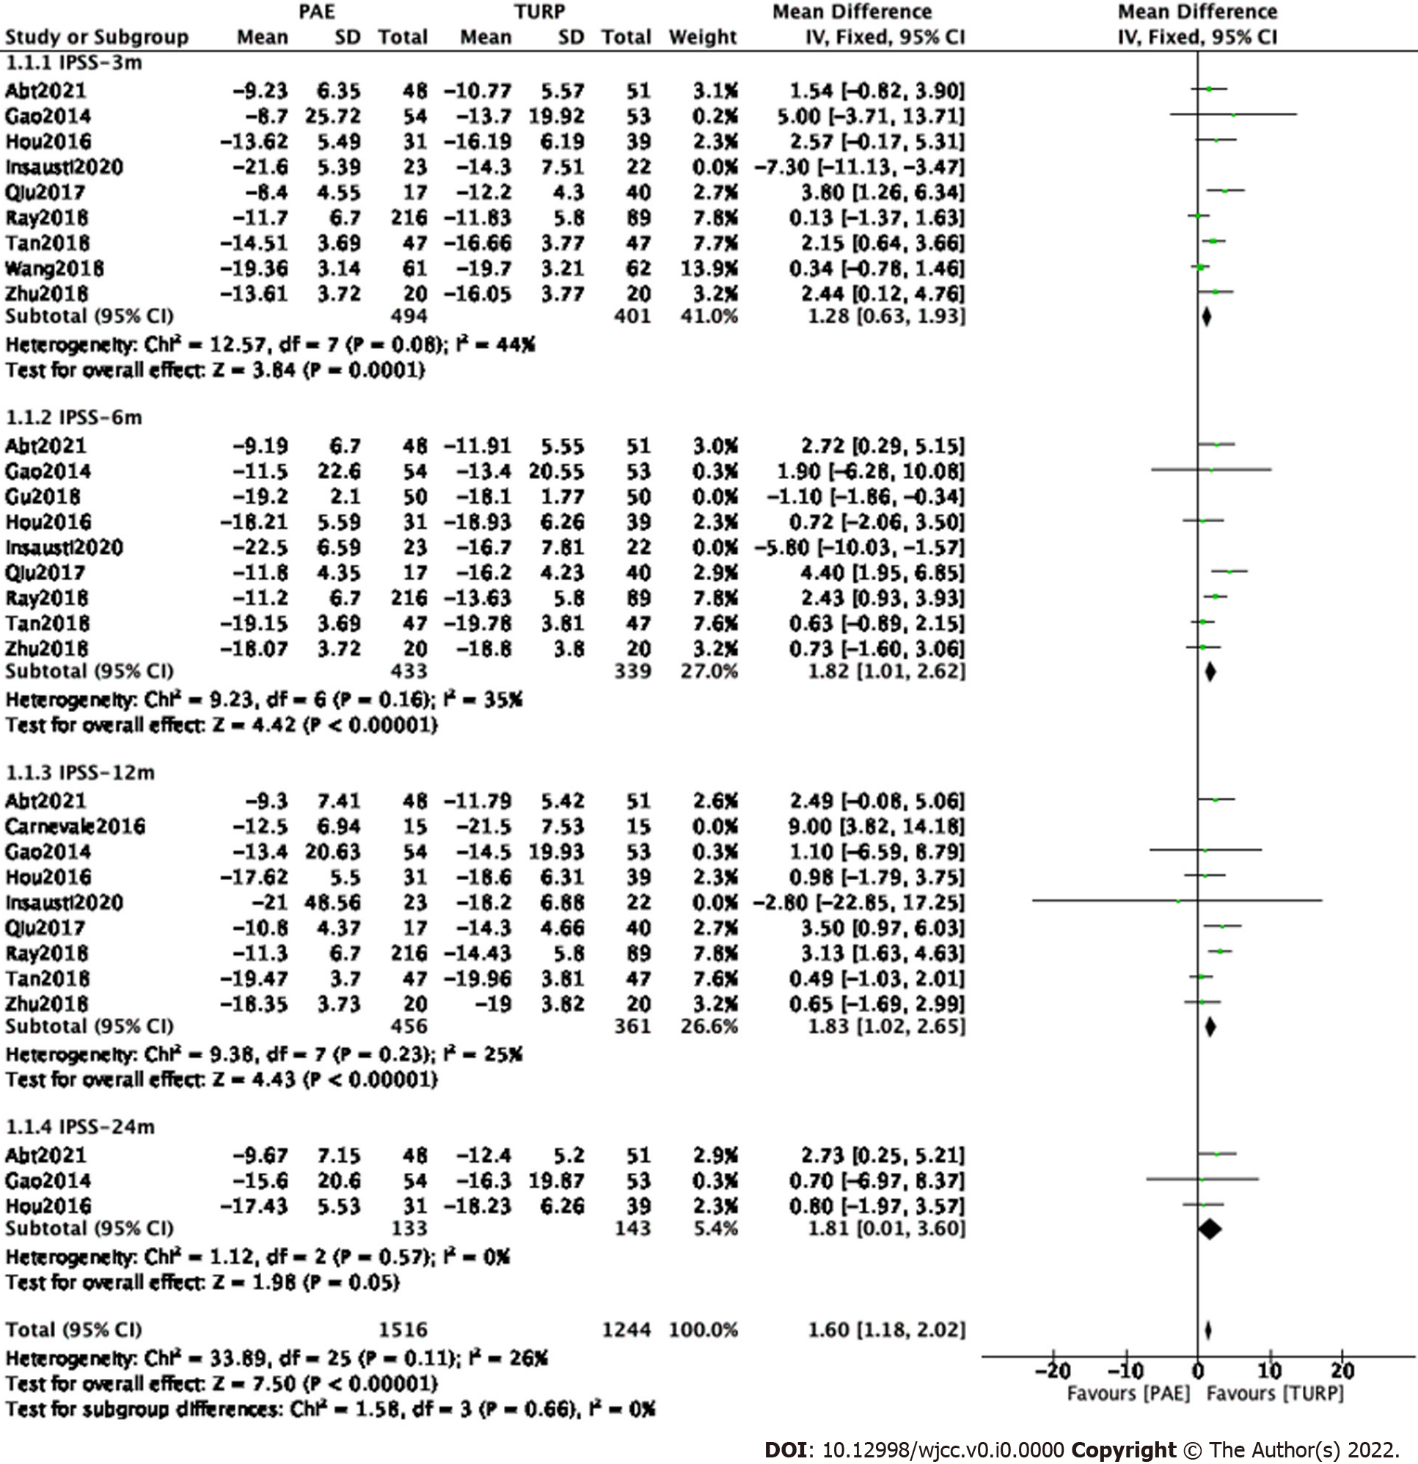 PAE TURP Mean Difference Mean Difference
Study or Subgroup Mean SD Total Mean SD Total Weight IV, Fixed, 95% CI IV, Fixed, 95% CI
1.1.1 IPSS-3m
Abt2021 -9.23 6.35 48 -10.77 5.57 51 3.1% 1.54 [-0.82, 3.90]
Gao2014 -8.7 25.72 54 -13.7 19.92 53 0.2% 5.00 [-3.71, 13.71]
Hou2016 -13.62 5.49 31 -16.19 6.19 39 2.3% 2.57 [-0.17, 5.31]
Insausti2020 -21.6 5.39 23 -14.3 7.51 22 0.0% -7.30 [-11.13, -3.47]
Qiu2017 -8.4 4.55 17 -12.2 4.3 40 2.7% 3.80 [1.26, 6.34]
Ray2018 -11.7 6.7 216 -11.83 5.8 89 7.8% 0.13 [-1.37, 1.63]
Tan2018 -14.51 3.69 47 -16.66 3.77 47 7.7% 2.15 [0.64, 3.66]
Wang2018 -19.36 3.14 61 -19.7 3.21 62 13.9% 0.34 [-0.78, 1.46]
Zhu2018 -13.61 3.72 20 -16.05 3.77 20 3.2% 2.44 [0.12, 4.76]
Subtotal (95% CI) 494 401 41.0% 1.28 [0.63, 1.93]
Heterogeneity: Chi² = 12.57, df = 7 (P = 0.08); I² = 44%
Test for overall effect: Z = 3.84 (P = 0.0001)
1.1.2 IPSS-6m
Abt2021 -9.19 6.7 48 -11.91 5.55 51 3.0% 2.72 [0.29, 5.15]
Gao2014 -11.5 22.6 54 -13.4 20.55 53 0.3% 1.90 [-6.28, 10.08]
Gu2018 -19.2 2.1 50 -18.1 1.77 50 0.0% -1.10 [-1.86, -0.34]
Hou2016 -18.21 5.59 31 -18.93 6.26 39 2.3% 0.72 [-2.06, 3.50]
Insausti2020 -22.5 6.59 23 -16.7 7.81 22 0.0% -5.80 [-10.03, -1.57]
Qiu2017 -11.8 4.35 17 -16.2 4.23 40 2.9% 4.40 [1.95, 6.85]
Ray2018 -11.2 6.7 216 -13.63 5.8 89 7.8% 2.43 [0.93, 3.93]
Tan2018 -19.15 3.69 47 -19.78 3.81 47 7.6% 0.63 [-0.89, 2.15]
Zhu2018 -18.07 3.72 20 -18.8 3.8 20 3.2% 0.73 [-1.60, 3.06]
Subtotal (95% CI) 433 339 27.0% 1.82 [1.01, 2.62]
Heterogeneity: Chi² = 9.23, df = 6 (P = 0.16); I² = 35%
Test for overall effect: Z = 4.42 (P < 0.00001)
1.1.3 IPSS-12m
Abt2021 -9.3 7.41 48 -11.79 5.42 51 2.6% 2.49 [-0.08, 5.06]
Carnevale2016 -12.5 6.94 15 -21.5 7.53 15 0.0% 9.00 [3.82, 14.18]
Gao2014 -13.4 20.63 54 -14.5 19.93 53 0.3% 1.10 [-6.59, 8.79]
Hou2016 -17.62 5.5 31 -18.6 6.31 39 2.3% 0.98 [-1.79, 3.75]
Insausti2020 -21 48.56 23 -18.2 6.88 22 0.0% -2.80 [-22.85, 17.25]
Qiu2017 -10.8 4.37 17 -14.3 4.66 40 2.7% 3.50 [0.97, 6.03]
Ray2018 -11.3 6.7 216 -14.43 5.8 89 7.8% 3.13 [1.63, 4.63]
Tan2018 -19.47 3.7 47 -19.96 3.81 47 7.6% 0.49 [-1.03, 2.01]
Zhu2018 -18.35 3.73 20 -19 3.82 20 3.2% 0.65 [-1.69, 2.99]
Subtotal (95% CI) 456 361 26.6% 1.83 [1.02, 2.65]
Heterogeneity: Chi² = 9.38, df = 7 (P = 0.23); I² = 25%
Test for overall effect: Z = 4.43 (P < 0.00001)
1.1.4 IPSS-24m
Abt2021 -9.67 7.15 48 -12.4 5.2 51 2.9% 2.73 [0.25, 5.21]
Gao2014 -15.6 20.6 54 -16.3 19.87 53 0.3% 0.70 [-6.97, 8.37]
Hou2016 -17.43 5.53 31 -18.23 6.26 39 2.3% 0.80 [-1.97, 3.57]
Subtotal (95% CI) 133 143 5.4% 1.81 [0.01, 3.60]
Heterogeneity: Chi² = 1.12, df = 2 (P = 0.57); I² = 0%
Test for overall effect: Z = 1.98 (P = 0.05)
Total (95% CI) 1516 1244 100.0% 1.60 [1.18, 2.02]
Heterogeneity: Chi² = 33.89, df = 25 (P = 0.11); I² = 26%
-20 -10 0 10 20
Test for overall effect: Z = 7.50 (P < 0.00001)
Favours [PAE] Favours [TURP]
Test for subgroup differences: Chi² = 1.58, df = 3 (P = 0.66), I² = 0%
DOI: 10.12998/wjcc.v0.i0.0000 Copyright © The Author(s) 2022.